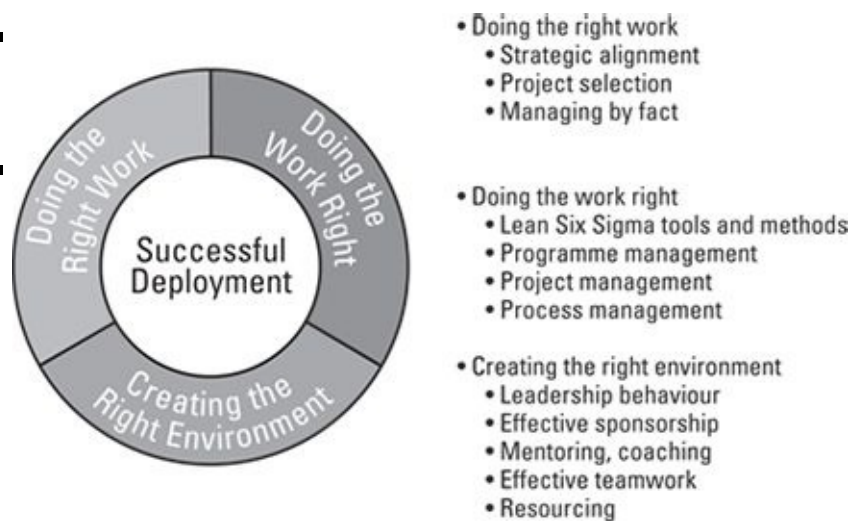 Doing the
Right Work
Doing the
Work Right
Successful
Deployment
Creating the
Right Environment
• Doing the right work
• Strategic alignment
• Project selection
• Managing by fact
• Doing the work right
• Lean Six Sigma tools and methods
• Programme management
• Project management
• Process management
• Creating the right environment
• Leadership behaviour
• Effective sponsorship
• Mentoring, coaching
• Effective teamwork
• Resourcing